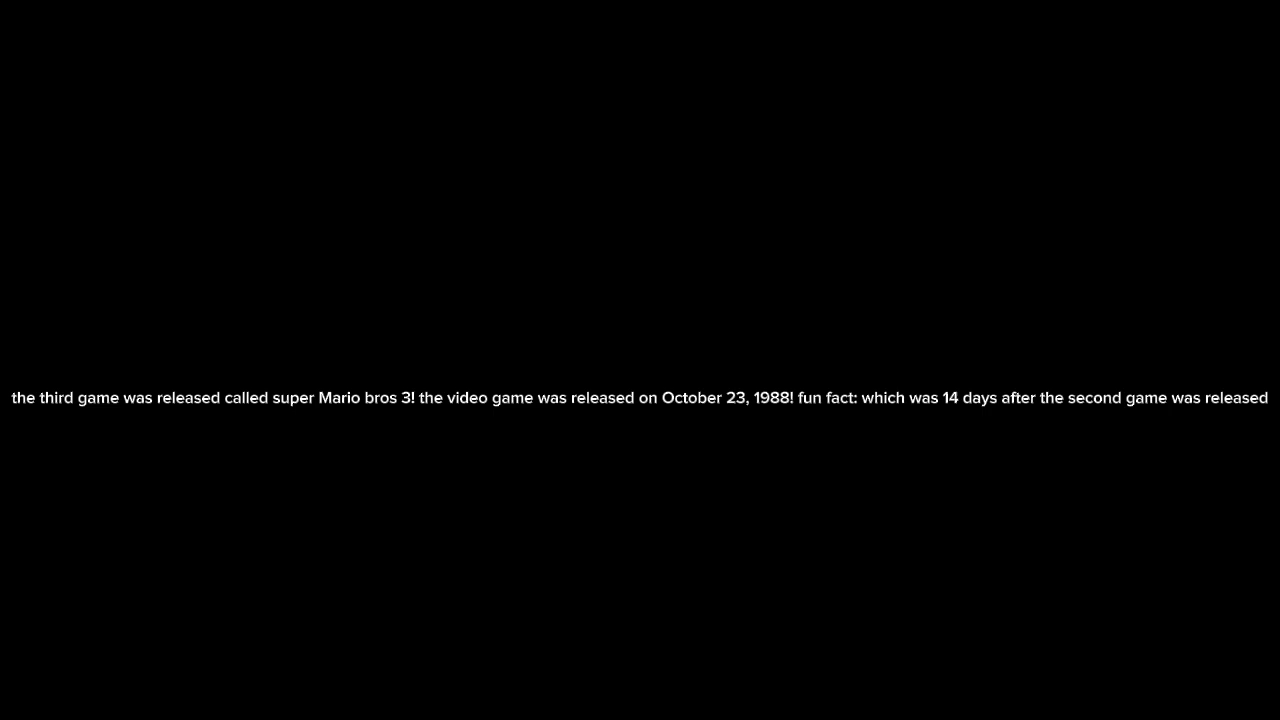 the third game was released called super Mario bros 3! the video game was released on October 23, 1988! fun fact: which was 14 days after the second game was released